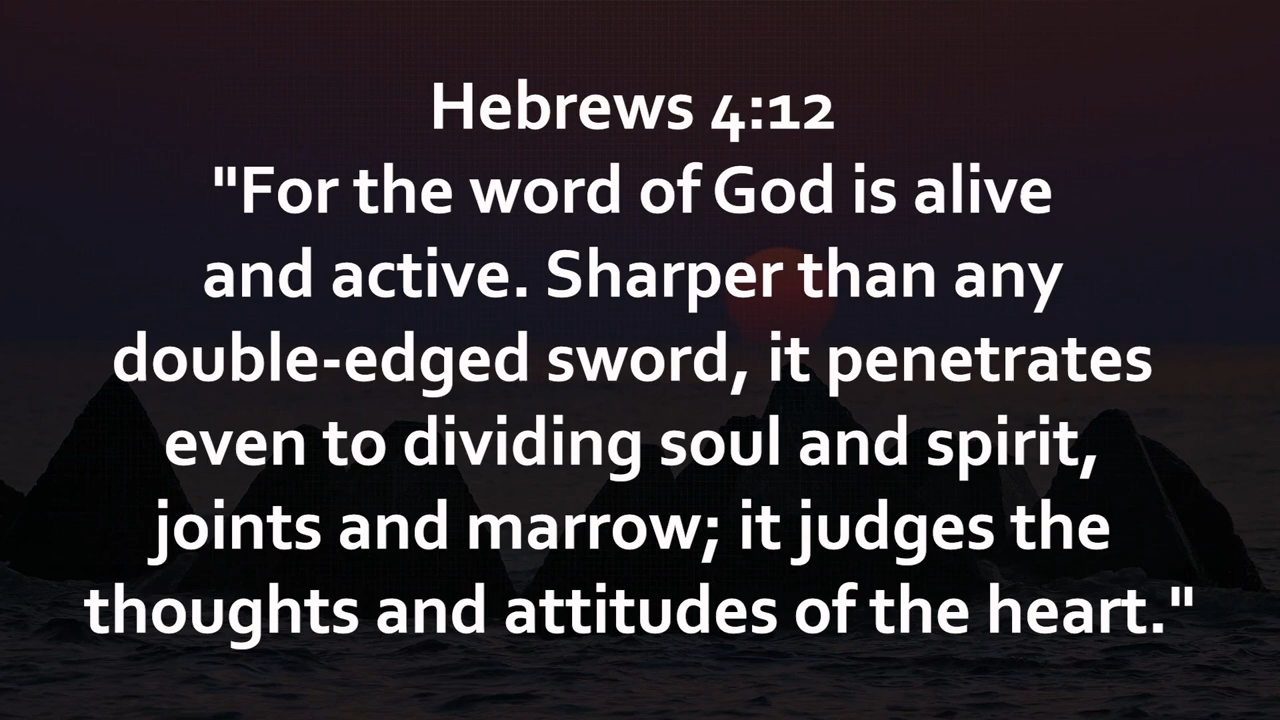 Hebrews 4:12
"For the word of God is alive
and active. Sharper than any
double-edged sword, it penetrates
even to dividing soul and spirit,
joints and marrow; it judges the
thoughts and attitudes of the heart."